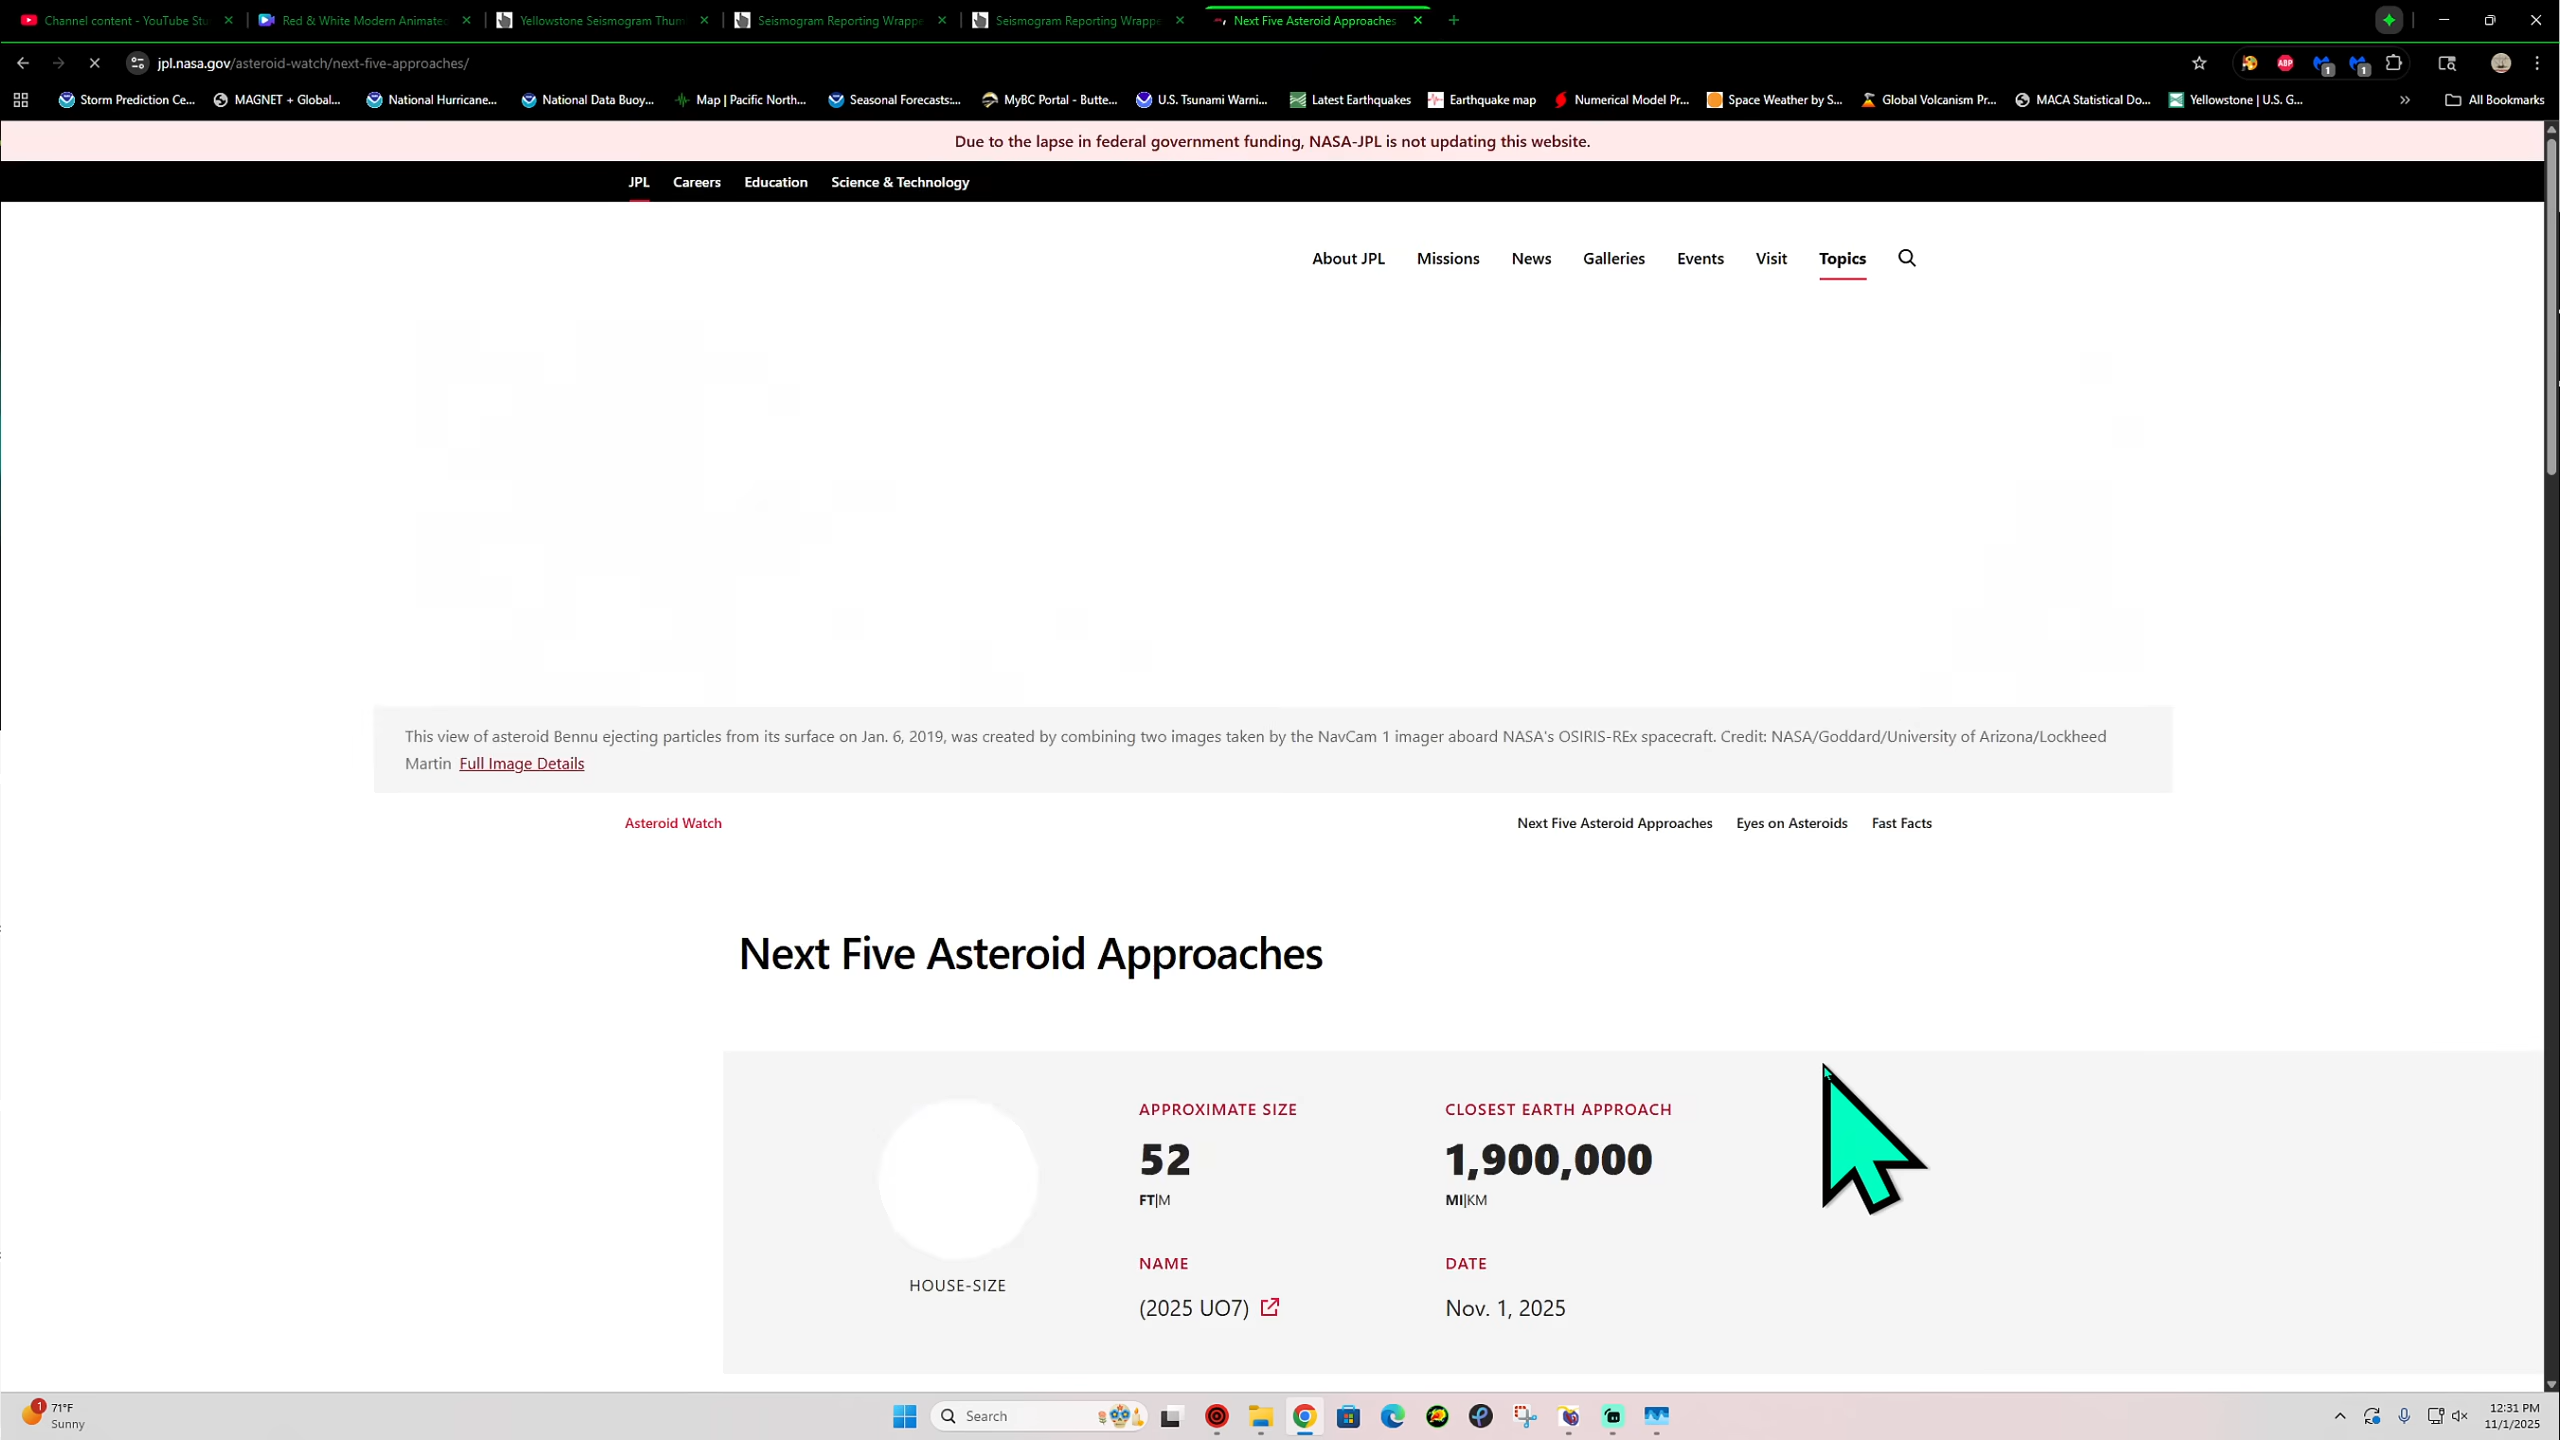 Channel content - YouTube Stu
Red & White Modern Animated
Yellowstone Seismogram Thum
Seismogram Reporting Wrappe
Seismogram Reporting Wrappe
Next Five Asteroid Approaches
jpl.nasa.gov/asteroid-watch/next-five-approaches/
Storm Prediction Ce...
MAGNET + Global...
National Hurricane...
National Data Buoy...
Map | Pacific North...
Seasonal Forecasts:...
MyBC Portal - Butte...
U.S. Tsunami Warni...
Latest Earthquakes
Earthquake map
Numerical Model Pr...
Space Weather by S...
Global Volcanism Pr...
MACA Statistical Do...
Yellowstone | U.S. G...
»
All Bookmarks
ABP
1
1
Due to the lapse in federal government funding, NASA-JPL is not updating this website.
JPL
Careers
Education
Science & Technology
About JPL
Missions
News
Galleries
Events
Visit
Topics
This view of asteroid Bennu ejecting particles from its surface on Jan. 6, 2019, was created by combining two images taken by the NavCam 1 imager aboard NASA's OSIRIS-REx spacecraft. Credit: NASA/Goddard/University of Arizona/Lockheed
Martin Full Image Details
Asteroid Watch
Next Five Asteroid Approaches
Eyes on Asteroids
Fast Facts
Next Five Asteroid Approaches
APPROXIMATE SIZE
CLOSEST EARTH APPROACH
52
1,900,000
FT|M
MI|KM
NAME
DATE
HOUSE-SIZE
(2025 UO7)
Nov. 1, 2025
1
71°F
Sunny
Search
12:31 PM
11/1/2025